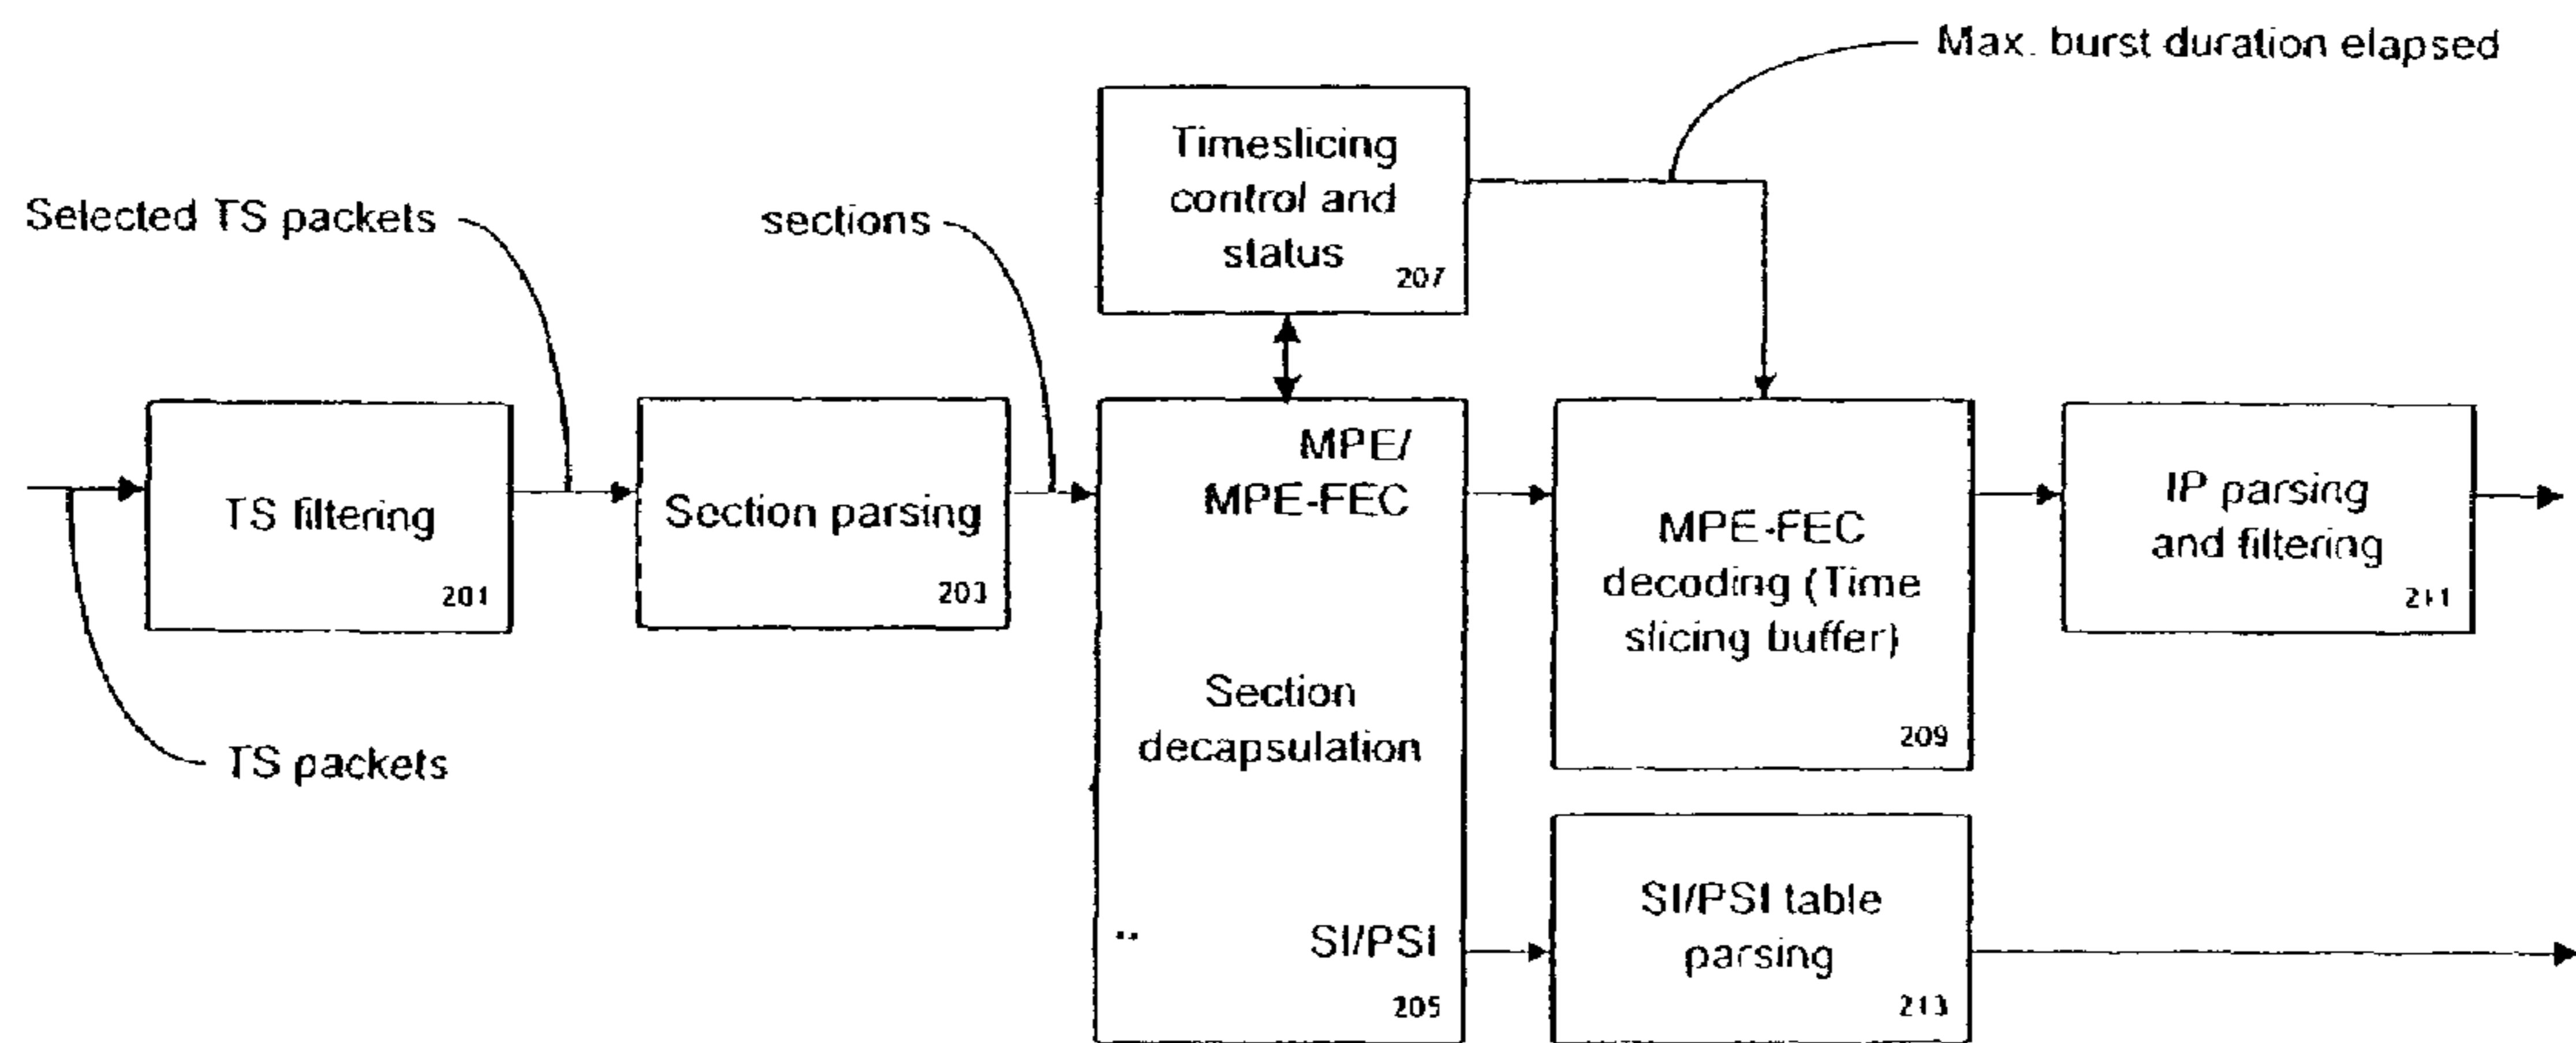 Max. burst duration elapsed
Timeslicing
control and
status
207
Selected TS packets
sections
TS filtering
201
Section parsing
203
MPE/
MPE-FEC
Section
decapsulation
SI/PSI
205
MPE-FEC
decoding (Time
slicing buffer)
209
IP parsing
and filtering
211
TS packets
SI/PSI table
parsing
213